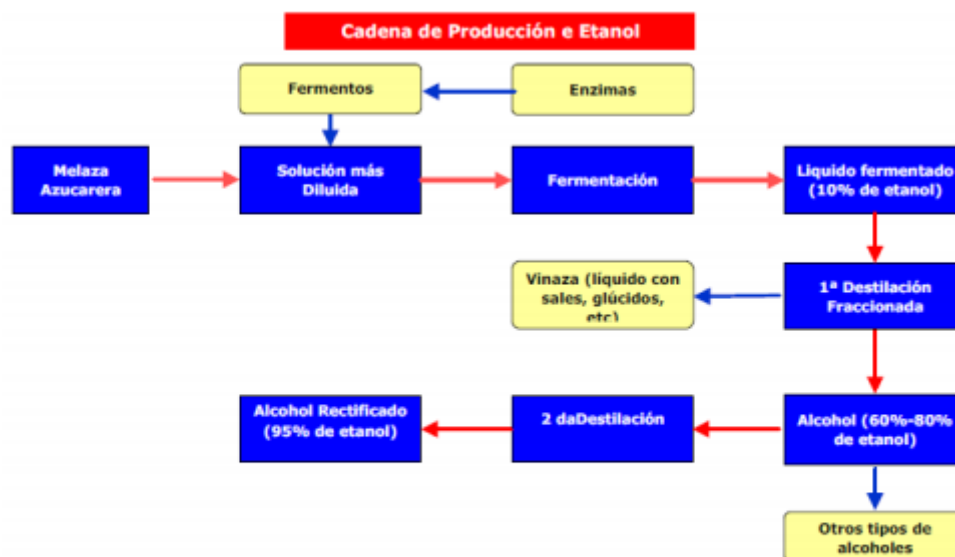 Cadena de Producción e Etanol
Fermentos
Enzimas
Melaza
Azucarera
Solución más
Diluida
Fermentación
Liquido fermentado
(10% de etanol)
Vinaza (líquido con
sales, glúcidos,
etc)
1ª Destilación
Fraccionada
Alcohol Rectificado
(95% de etanol)
2 daDestilación
Alcohol (60%-80%
de etanol)
Otros tipos de
alcoholes